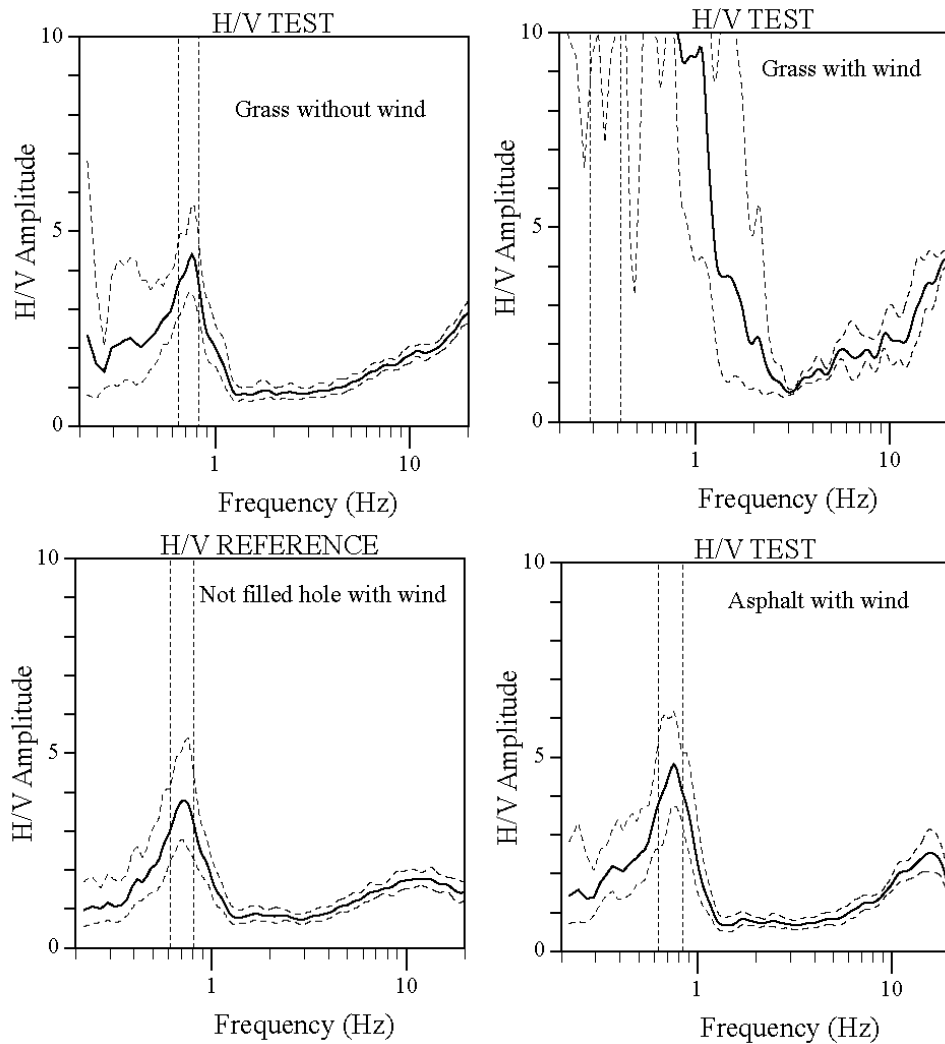 H/V TEST
10
Grass without wind
5
0
1
10
H/V Amplitude
Frequency (Hz)
H/V TEST
10
Grass with wind
5
0
1
10
H/V Amplitude
Frequency (Hz)
H/V REFERENCE
10
Not filled hole with wind
5
0
1
10
H/V Amplitude
Frequency (Hz)
H/V TEST
10
Asphalt with wind
5
0
1
10
H/V Amplitude
Frequency (Hz)